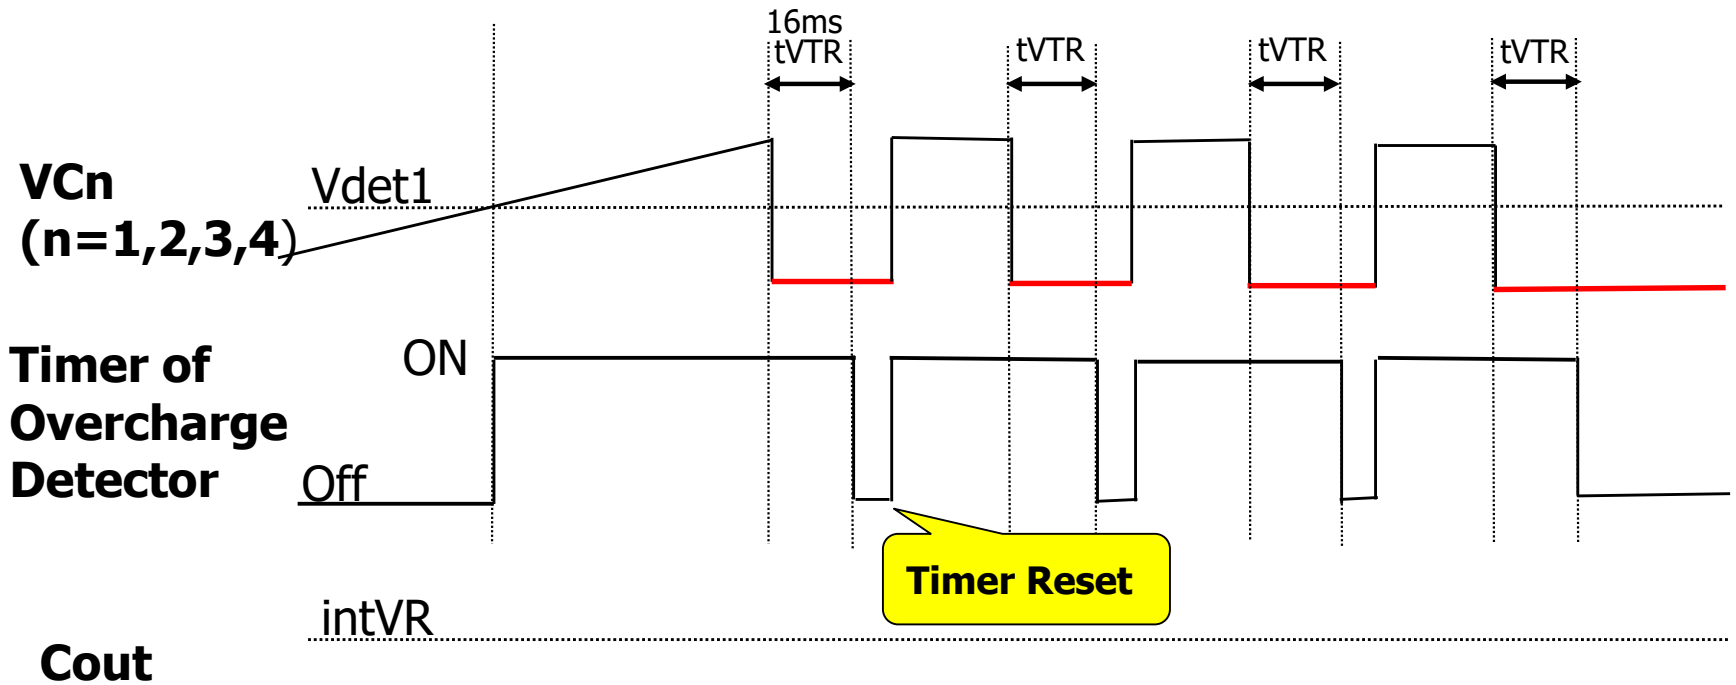 16ms
tVTR
tVTR
tVTR
tVTR
VCn
(n=1,2,3,4)
Vdet1
Timer of
Overcharge
Detector
ON
Off
Timer Reset
intVR
Cout